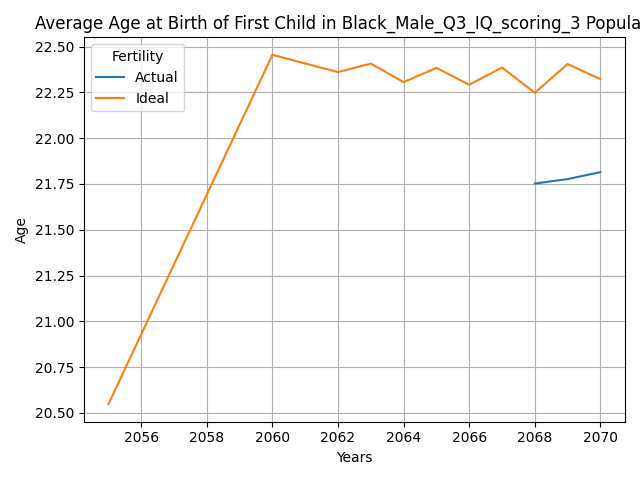 Average Age at Birth of First Child in Black_Male_Q3_IQ_scoring_3 Popula
Fertility
Actual
Ideal
22.50
22.25
22.00
21.75
21.50
21.25
21.00
20.75
20.50
Age
2056 2058 2060 2062 2064 2066 2068 2070
Years